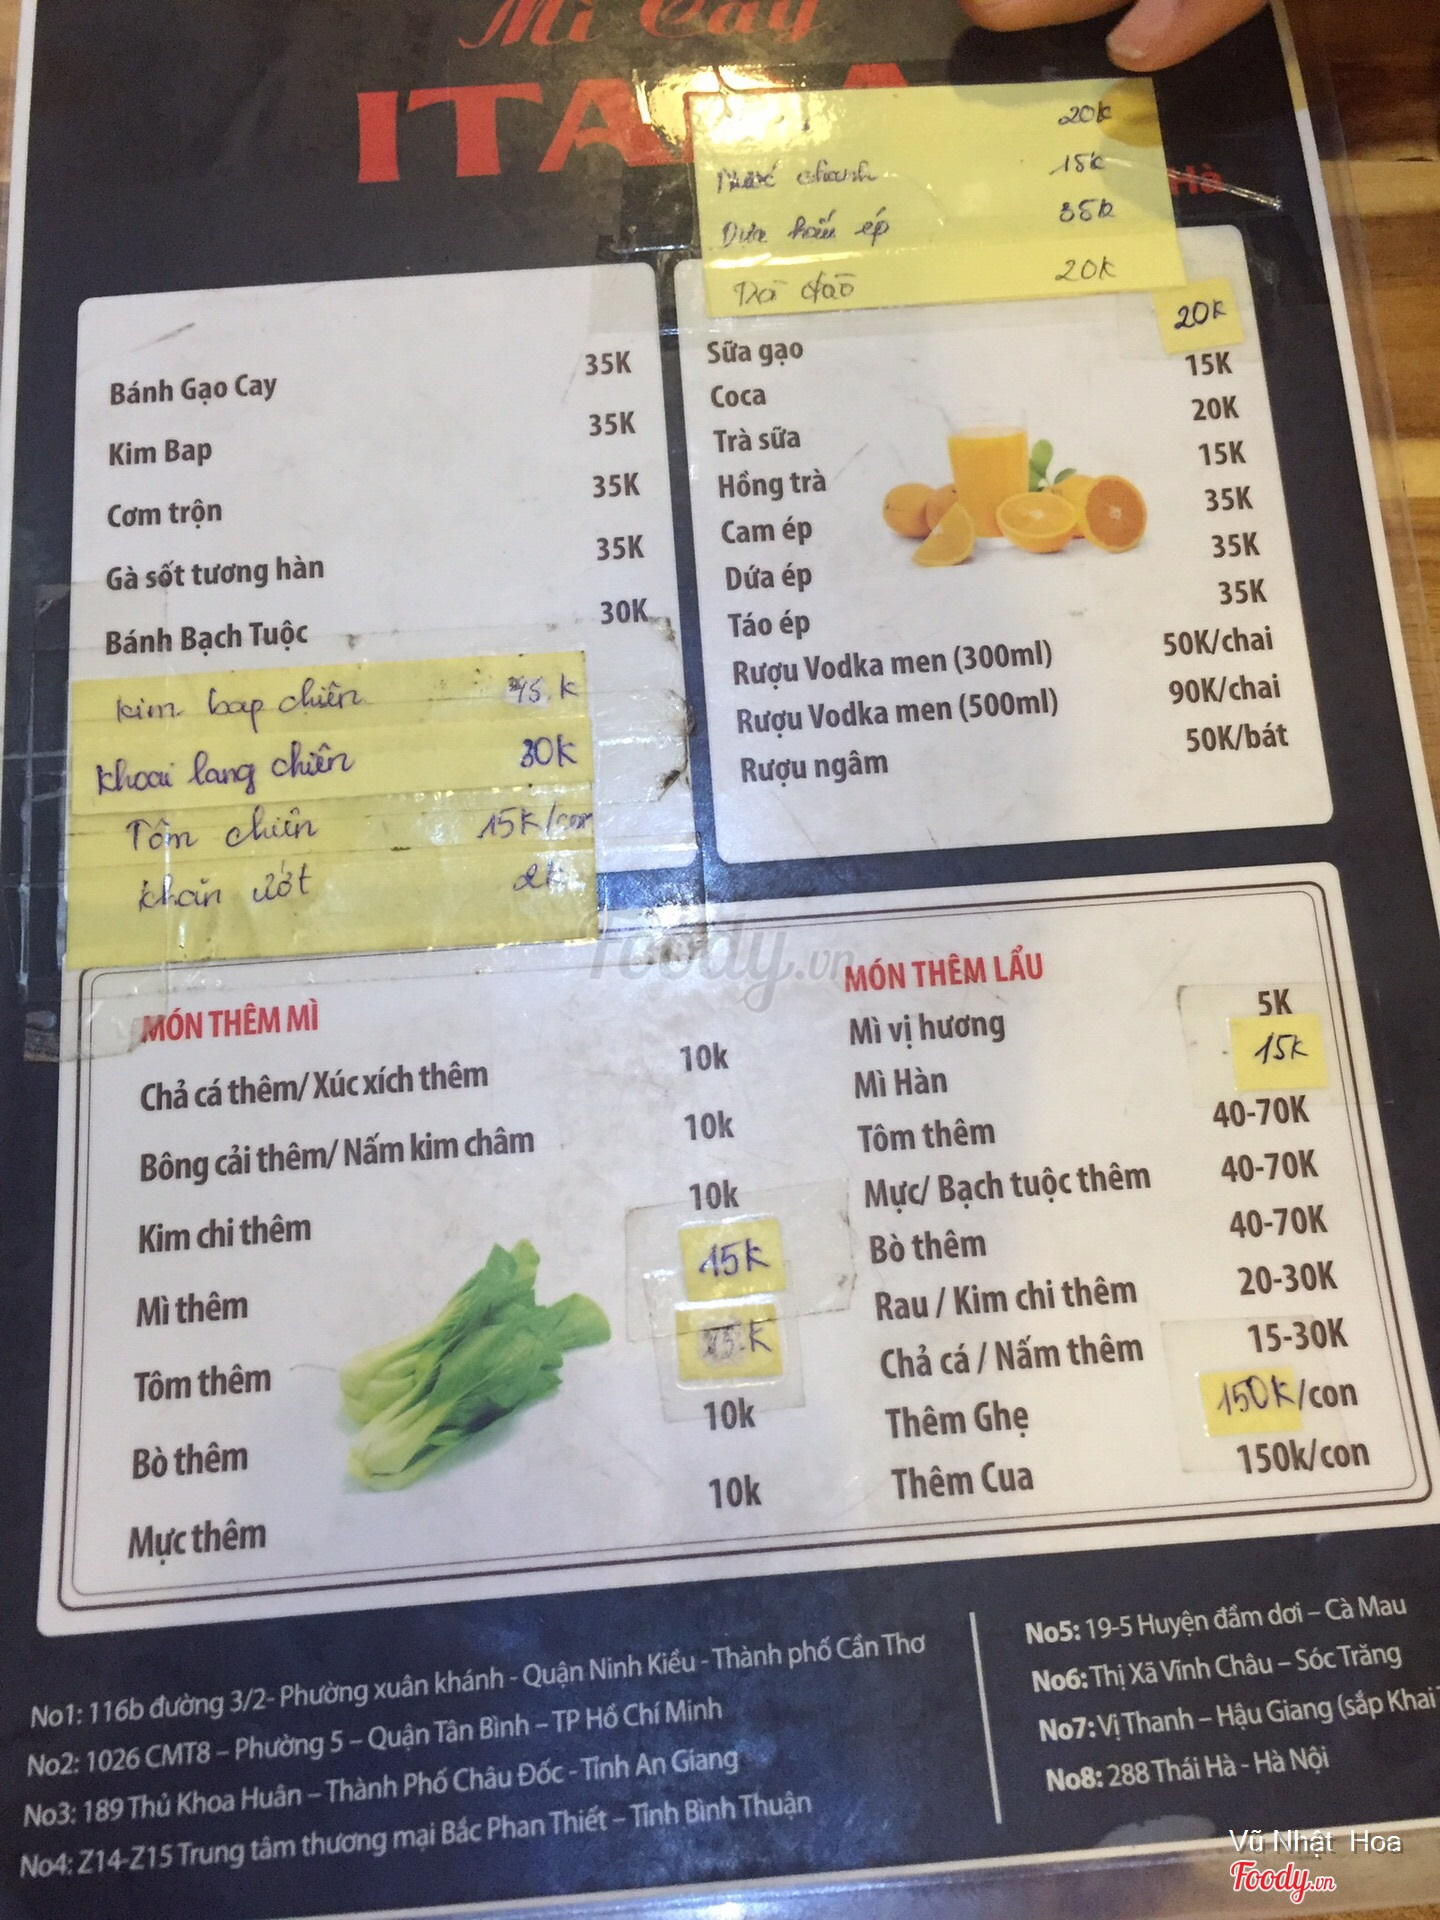 Mì Cay
ITA
Hà
20k
Nước chanh 15k
Dưa hấu ép 35k
Trà đào 20k
Bánh Gạo Cay 35K
Kim Bap 35K
Cơm trộn 35K
Gà sốt tương hàn 35K
Bánh Bạch Tuộc 30K
kim bap chiên 45k
Khoai lang chiên 30k
Tôm chiên 15K/con
khăn ướt 2k
Sữa gạo 20k
Coca 15K
Trà sữa 20K
Hồng trà 15K
Cam ép 35K
Dứa ép 35K
Táo ép 35K
Rượu Vodka men (300ml) 50K/chai
Rượu Vodka men (500ml) 90K/chai
Rượu ngâm 50K/bát
Foody.vn
MÓN THÊM MÌ
Chả cá thêm/ Xúc xích thêm 10k
Bông cải thêm/ Nấm kim châm 10k
Kim chi thêm 10k
Mì thêm 15k
Tôm thêm 15k
Bò thêm 10k
Mực thêm 10k
MÓN THÊM LẨU
Mì vị hương 5K
Mì Hàn 15k
Tôm thêm 40-70K
Mực/ Bạch tuộc thêm 40-70K
Bò thêm 40-70K
Rau / Kim chi thêm 20-30K
Chả cá / Nấm thêm 15-30K
Thêm Ghẹ 150k/con
Thêm Cua 150k/con
No1: 116b đường 3/2- Phường xuân khánh - Quận Ninh Kiều - Thành phố Cần Thơ
No2: 1026 CMT8 – Phường 5 – Quận Tân Bình – TP Hồ Chí Minh
No3: 189 Thủ Khoa Huân – Thành Phố Châu Đốc - Tỉnh An Giang
No4: Z14-Z15 Trung tâm thương mại Bắc Phan Thiết – Tỉnh Bình Thuận
No5: 19-5 Huyện đầm dơi – Cà Mau
No6: Thị Xã Vĩnh Châu – Sóc Trăng
No7: Vị Thanh – Hậu Giang (sắp Khai
No8: 288 Thái Hà - Hà Nội
Vũ Nhật Hoa
Foody.vn